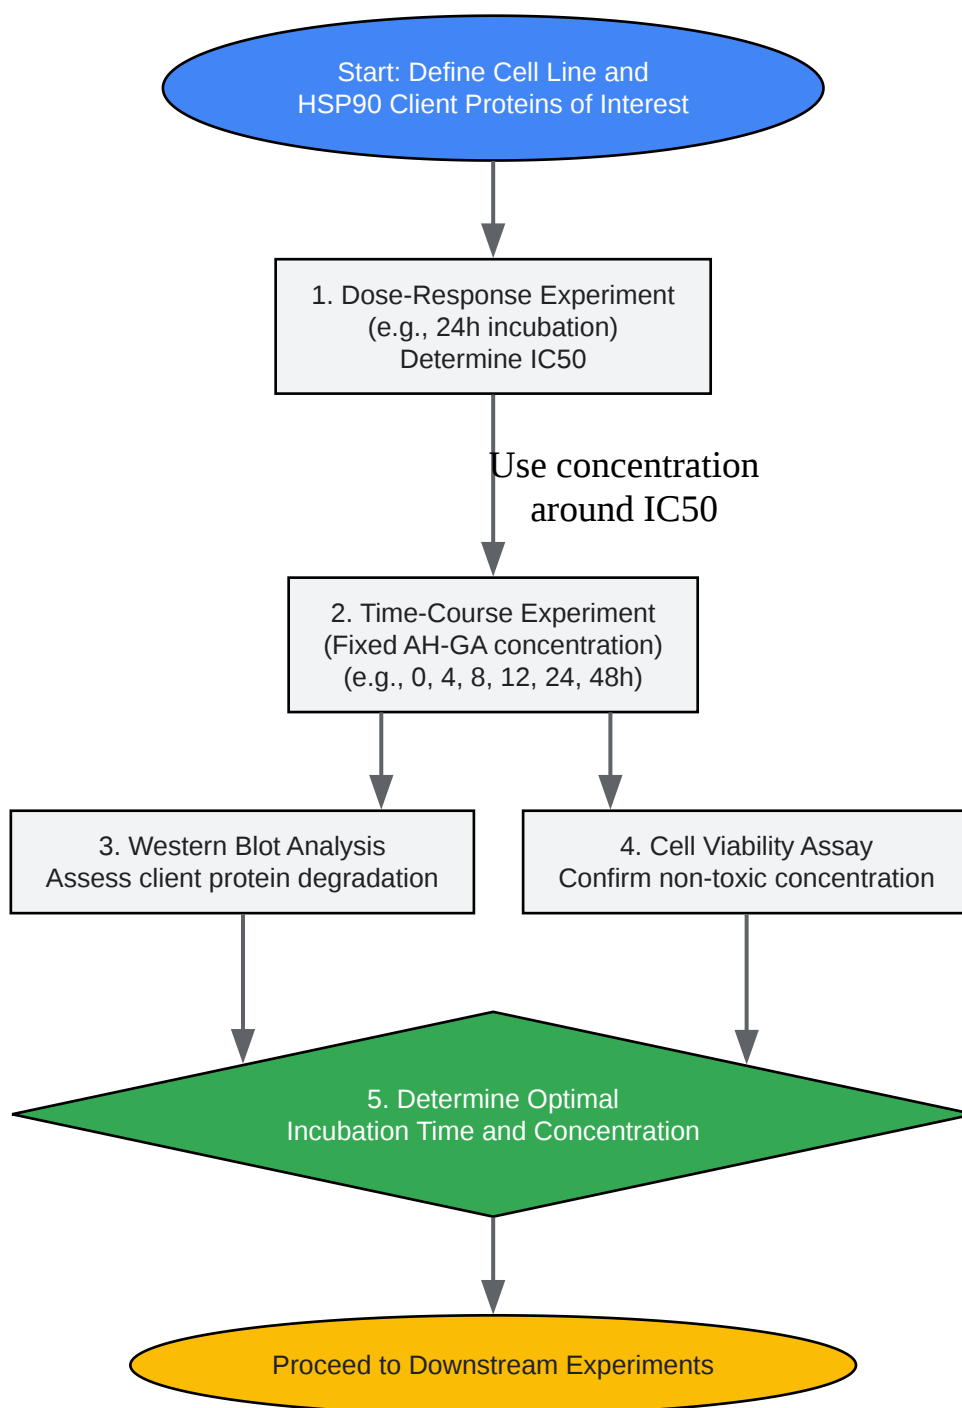 Start: Define Cell Line and
HSP90 Client Proteins of Interest
1. Dose-Response Experiment
(e.g., 24h incubation)
Determine IC50
Use concentration
around IC50
2. Time-Course Experiment
(Fixed AH-GA concentration)
(e.g., 0, 4, 8, 12, 24, 48h)
3. Western Blot Analysis
Assess client protein degradation
4. Cell Viability Assay
Confirm non-toxic concentration
5. Determine Optimal
Incubation Time and Concentration
Proceed to Downstream Experiments